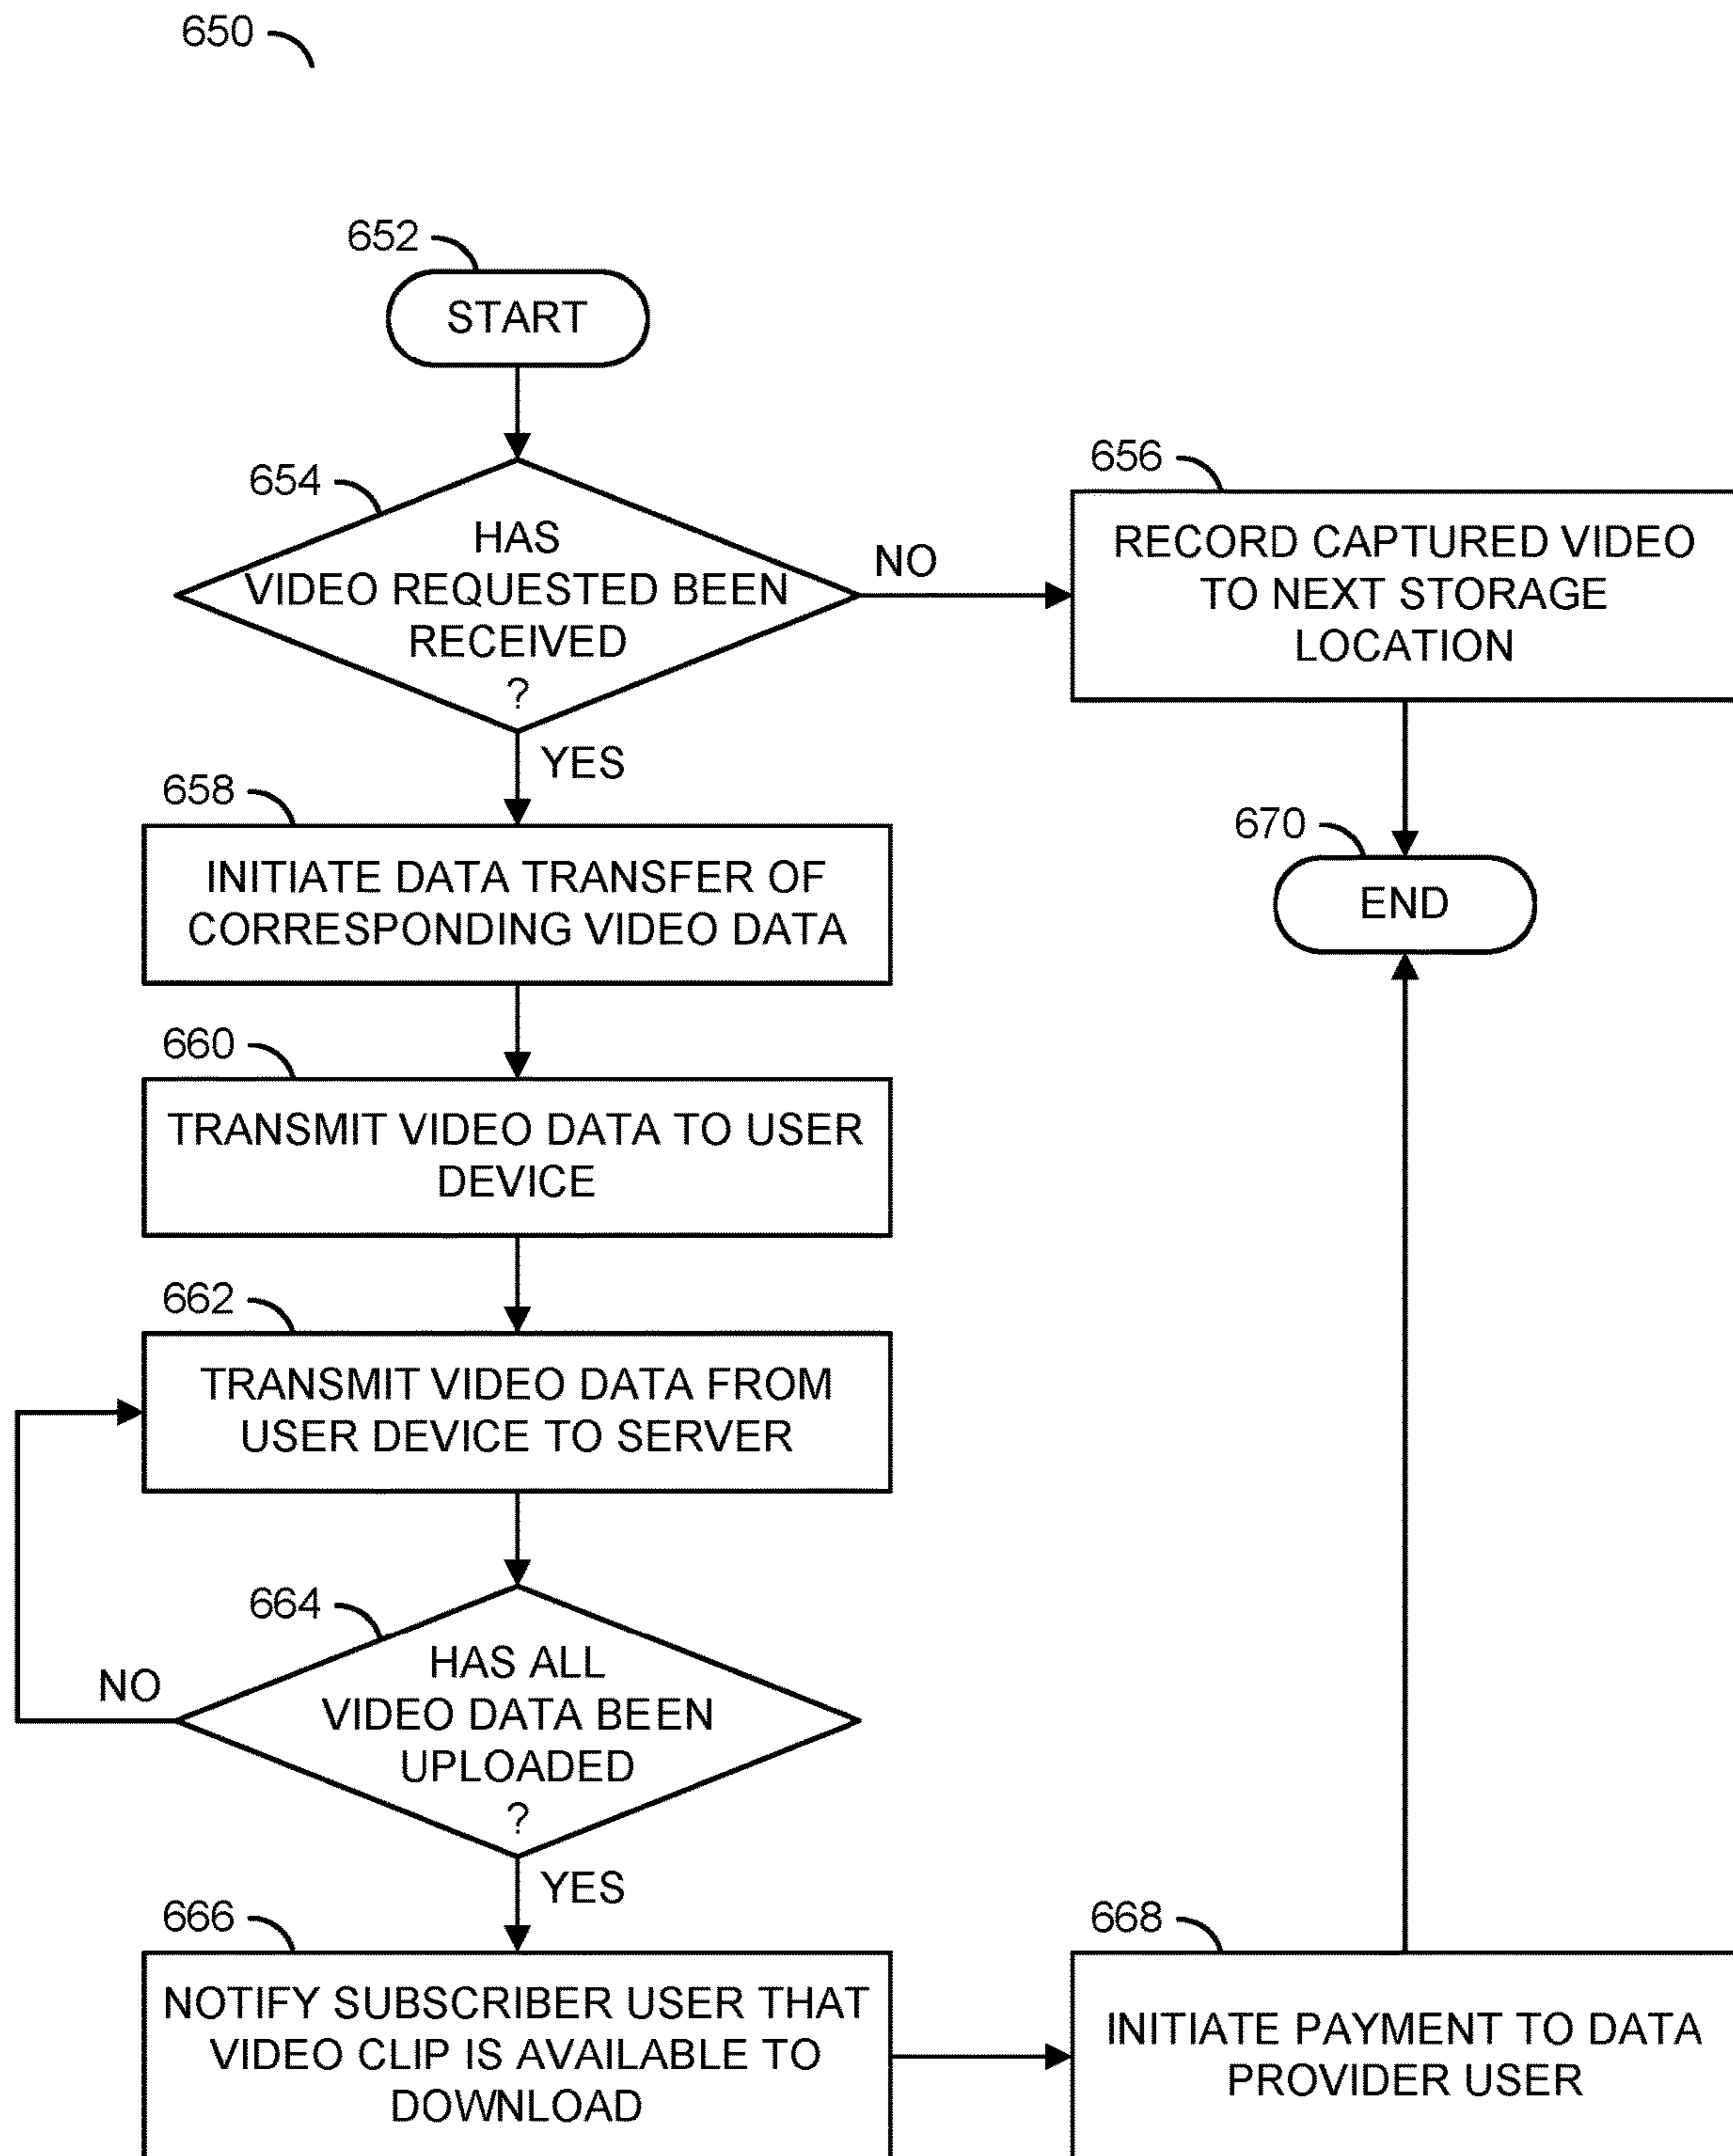 650
652
START
654
HAS
VIDEO REQUESTED BEEN
RECEIVED
?
NO
656
RECORD CAPTURED VIDEO
TO NEXT STORAGE
LOCATION
YES
658
INITIATE DATA TRANSFER OF
CORRESPONDING VIDEO DATA
670
END
660
TRANSMIT VIDEO DATA TO USER
DEVICE
662
TRANSMIT VIDEO DATA FROM
USER DEVICE TO SERVER
664
HAS ALL
VIDEO DATA BEEN
UPLOADED
?
NO
YES
666
NOTIFY SUBSCRIBER USER THAT
VIDEO CLIP IS AVAILABLE TO
DOWNLOAD
668
INITIATE PAYMENT TO DATA
PROVIDER USER